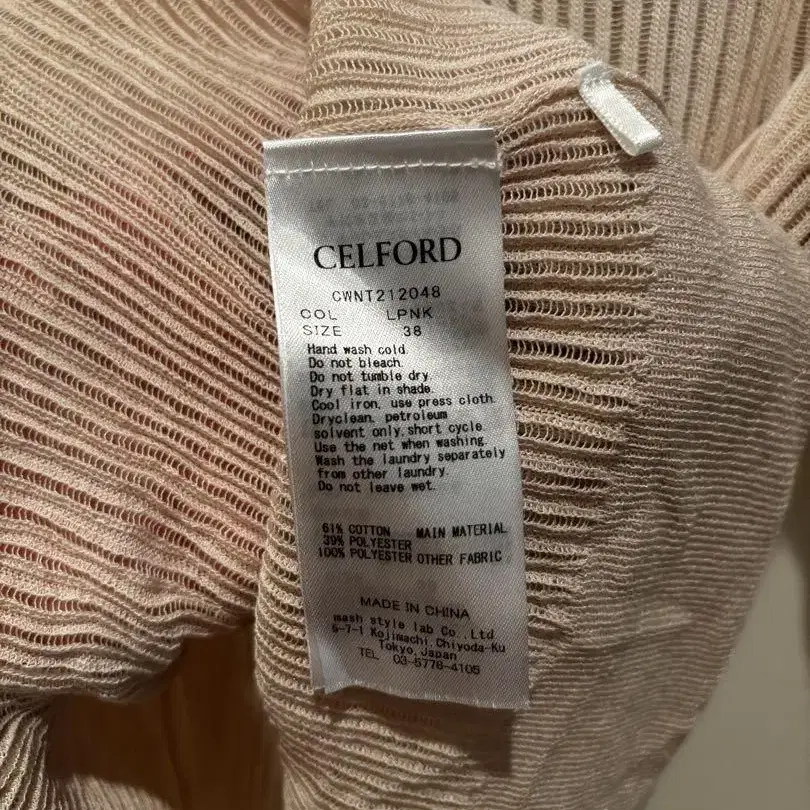 CELFORD
CWNT212048
COL LPNK
SIZE 38
Hand wash cold.
Do not bleach.
Do not tumble dry.
Dry flat in shade.
Cool iron, use press cloth.
Dryclean, petroleum
solvent only, short cycle.
Use the net when washing.
Wash the laundry separately
from other laundry.
Do not leave wet.
61% COTTON MAIN MATERIAL
39% POLYESTER
100% POLYESTER OTHER FABRIC
MADE IN CHINA
mash style lab Co.,Ltd
6-7-1 Kojimachi,Chiyoda-Ku
Tokyo,Japan
TEL 03-5778-4105